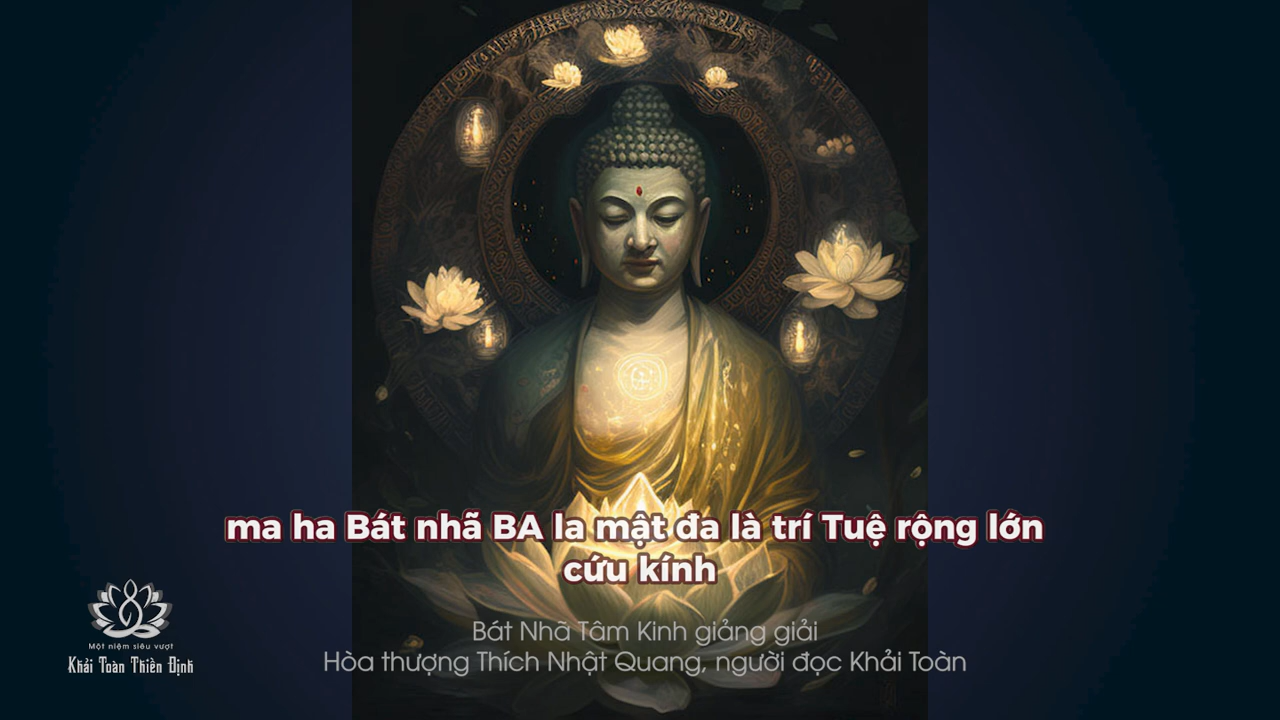 ma ha Bát nhã BA la mật đa là trí Tuệ rộng lớn
cứu kính
Bát Nhã Tâm Kinh giảng giải
Hòa thượng Thích Nhật Quang, người đọc Khải Toàn
Một niệm siêu vượt
Khải Toàn Thiền Định